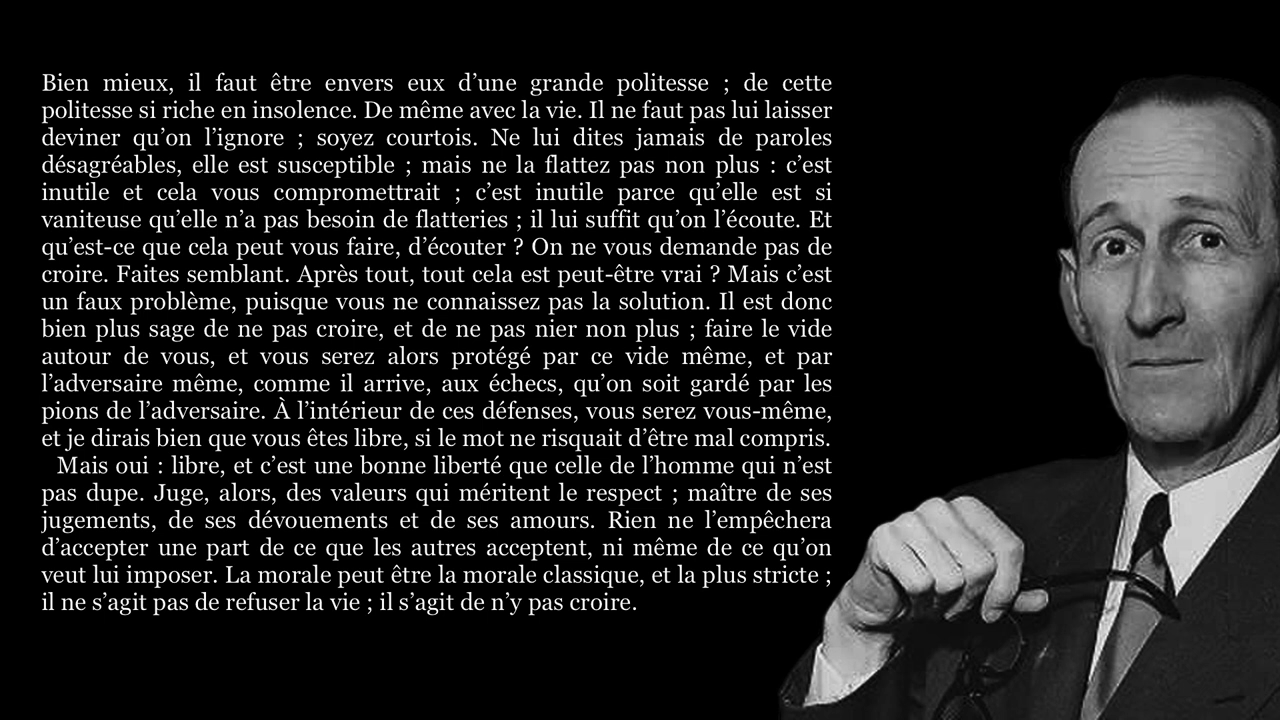 Bien mieux, il faut être envers eux d’une grande politesse ; de cette
politesse si riche en insolence. De même avec la vie. Il ne faut pas lui laisser
deviner qu’on l’ignore ; soyez courtois. Ne lui dites jamais de paroles
désagréables, elle est susceptible ; mais ne la flattez pas non plus : c’est
inutile et cela vous compromettrait ; c’est inutile parce qu’elle est si
vaniteuse qu’elle n’a pas besoin de flatteries ; il lui suffit qu’on l’écoute. Et
qu’est-ce que cela peut vous faire, d’écouter ? On ne vous demande pas de
croire. Faites semblant. Après tout, tout cela est peut-être vrai ? Mais c’est
un faux problème, puisque vous ne connaissez pas la solution. Il est donc
bien plus sage de ne pas croire, et de ne pas nier non plus ; faire le vide
autour de vous, et vous serez alors protégé par ce vide même, et par
l’adversaire même, comme il arrive, aux échecs, qu’on soit gardé par les
pions de l’adversaire. À l’intérieur de ces défenses, vous serez vous-même,
et je dirais bien que vous êtes libre, si le mot ne risquait d’être mal compris.
Mais oui : libre, et c’est une bonne liberté que celle de l’homme qui n’est
pas dupe. Juge, alors, des valeurs qui méritent le respect ; maître de ses
jugements, de ses dévouements et de ses amours. Rien ne l’empêchera
d’accepter une part de ce que les autres acceptent, ni même de ce qu’on
veut lui imposer. La morale peut être la morale classique, et la plus stricte ;
il ne s’agit pas de refuser la vie ; il s’agit de n’y pas croire.